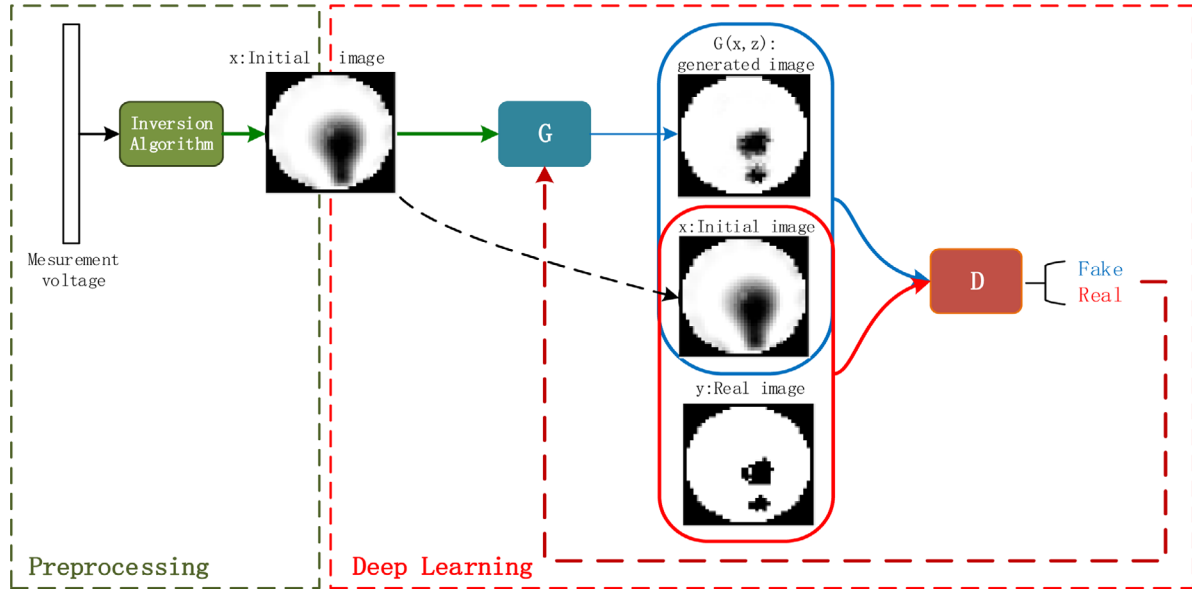 x:Initial image
Inversion
Algorithm
Mesurement
voltage
G
G(x,z):
generated image
x:Initial image
y:Real image
D
Fake
Real
Preprocessing
Deep Learning